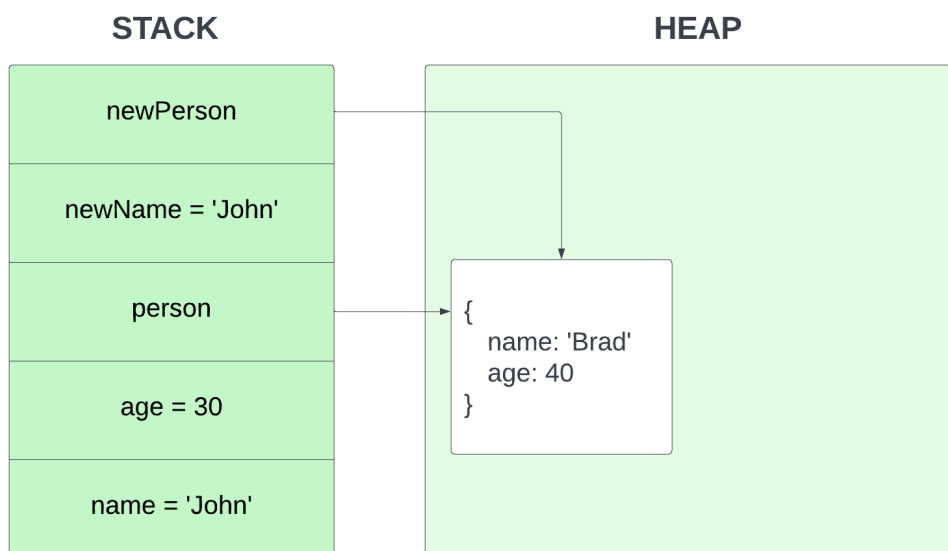 STACK
HEAP
newPerson
newName = 'John'
person
age = 30
name = 'John'
{
name: 'Brad'
age: 40
}